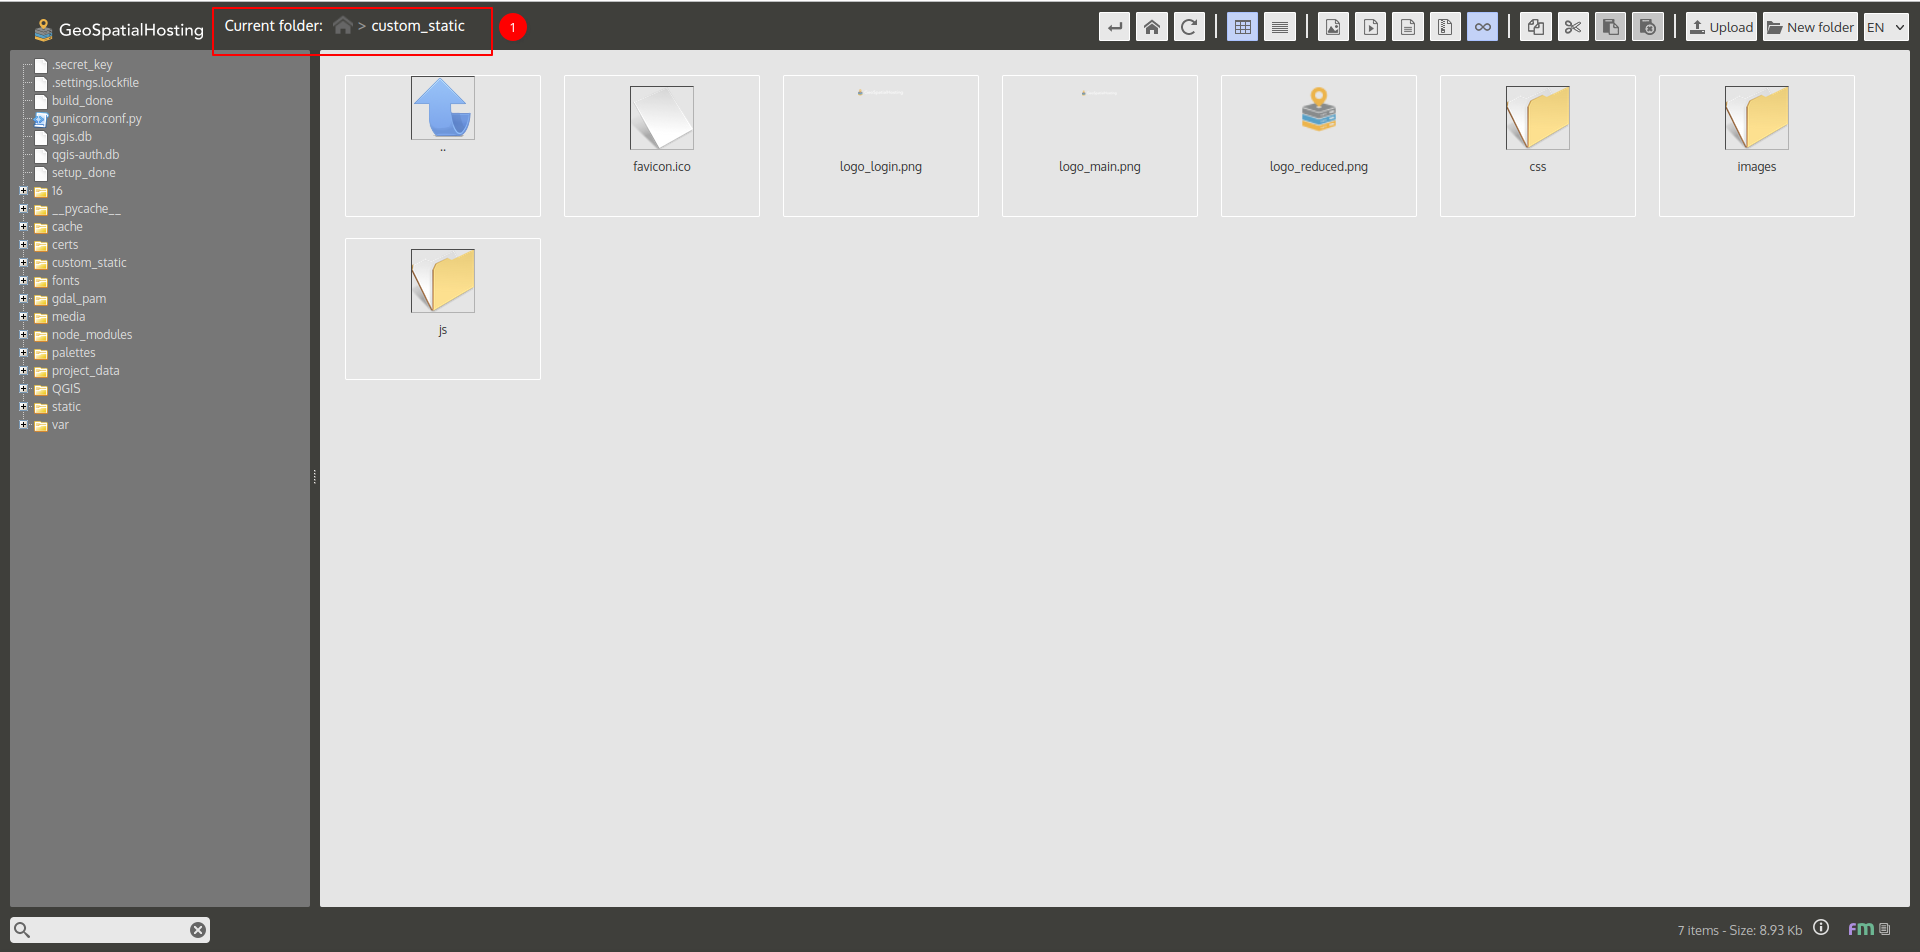 GeoSpatialHosting
Current folder: > custom_static
1
Upload
New folder
EN
.secret_key
.settings.lockfile
build_done
gunicorn.conf.py
qgis.db
qgis-auth.db
setup_done
16
__pycache__
cache
certs
custom_static
fonts
gdal_pam
media
node_modules
palettes
project_data
QGIS
static
var
..
favicon.ico
logo_login.png
logo_main.png
logo_reduced.png
css
images
js
7 items - Size: 8.93 Kb
fm